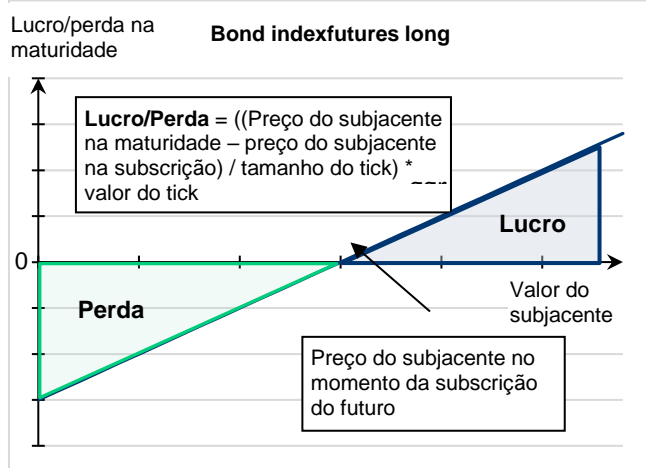 Lucro/perda na
maturidade
Bond indexfutures long
Lucro/Perda = ((Preço do subjacente
na maturidade – preço do subjacente
na subscrição) / tamanho do tick) *
valor do tick
Lucro
0
Perda
Valor do
subjacente
Preço do subjacente no
momento da subscrição
do futuro